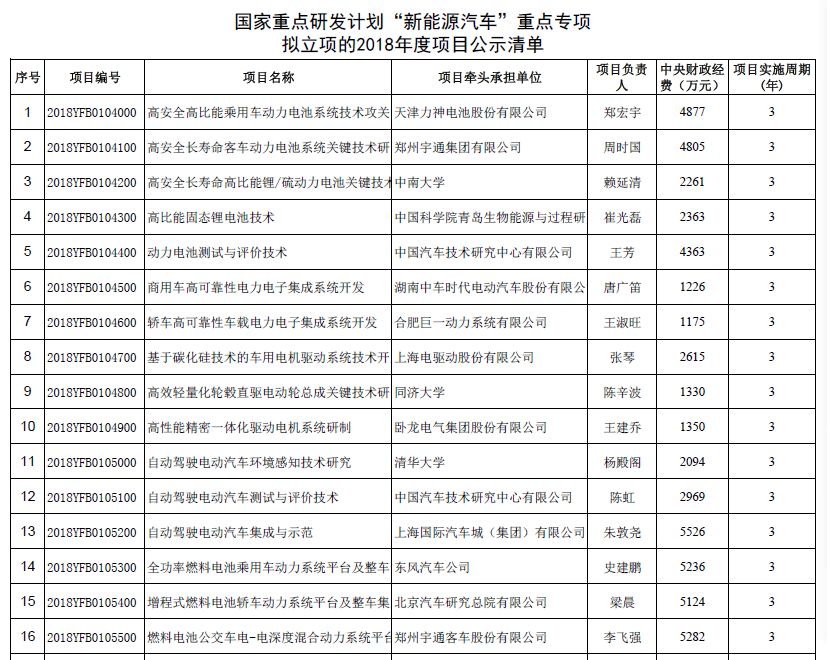 国家重点研发计划“新能源汽车”重点专项
拟立项的2018年度项目公示清单
序号 项目编号 项目名称 项目牵头承担单位 项目负责人 中央财政经费（万元） 项目实施周期(年)
1 2018YFB0104000 高安全高比能乘用车动力电池系统技术攻关 天津力神电池股份有限公司 郑宏宇 4877 3
2 2018YFB0104100 高安全长寿命客车动力电池系统关键技术研 郑州宇通集团有限公司 周时国 4805 3
3 2018YFB0104200 高安全长寿命高比能锂/硫动力电池关键技术 中南大学 赖延清 2261 3
4 2018YFB0104300 高比能固态锂电池技术 中国科学院青岛生物能源与过程研 崔光磊 2363 3
5 2018YFB0104400 动力电池测试与评价技术 中国汽车技术研究中心有限公司 王芳 4363 3
6 2018YFB0104500 商用车高可靠性电力电子集成系统开发 湖南中车时代电动汽车股份有限公 唐广笛 1226 3
7 2018YFB0104600 轿车高可靠性车载电力电子集成系统开发 合肥巨一动力系统有限公司 王淑旺 1175 3
8 2018YFB0104700 基于碳化硅技术的车用电机驱动系统技术开 上海电驱动股份有限公司 张琴 2615 3
9 2018YFB0104800 高效轻量化轮毂直驱电动轮总成关键技术研 同济大学 陈辛波 1330 3
10 2018YFB0104900 高性能精密一体化驱动电机系统研制 卧龙电气集团股份有限公司 王建乔 1350 3
11 2018YFB0105000 自动驾驶电动汽车环境感知技术研究 清华大学 杨殿阁 2094 3
12 2018YFB0105100 自动驾驶电动汽车测试与评价技术 中国汽车技术研究中心有限公司 陈虹 2969 3
13 2018YFB0105200 自动驾驶电动汽车集成与示范 上海国际汽车城（集团）有限公司 朱敦尧 5526 3
14 2018YFB0105300 全功率燃料电池乘用车动力系统平台及整车 东风汽车公司 史建鹏 5236 3
15 2018YFB0105400 增程式燃料电池轿车动力系统平台及整车集 北京汽车研究总院有限公司 梁晨 5124 3
16 2018YFB0105500 燃料电池公交车电-电深度混合动力系统平台 郑州宇通客车股份有限公司 李飞强 5282 3